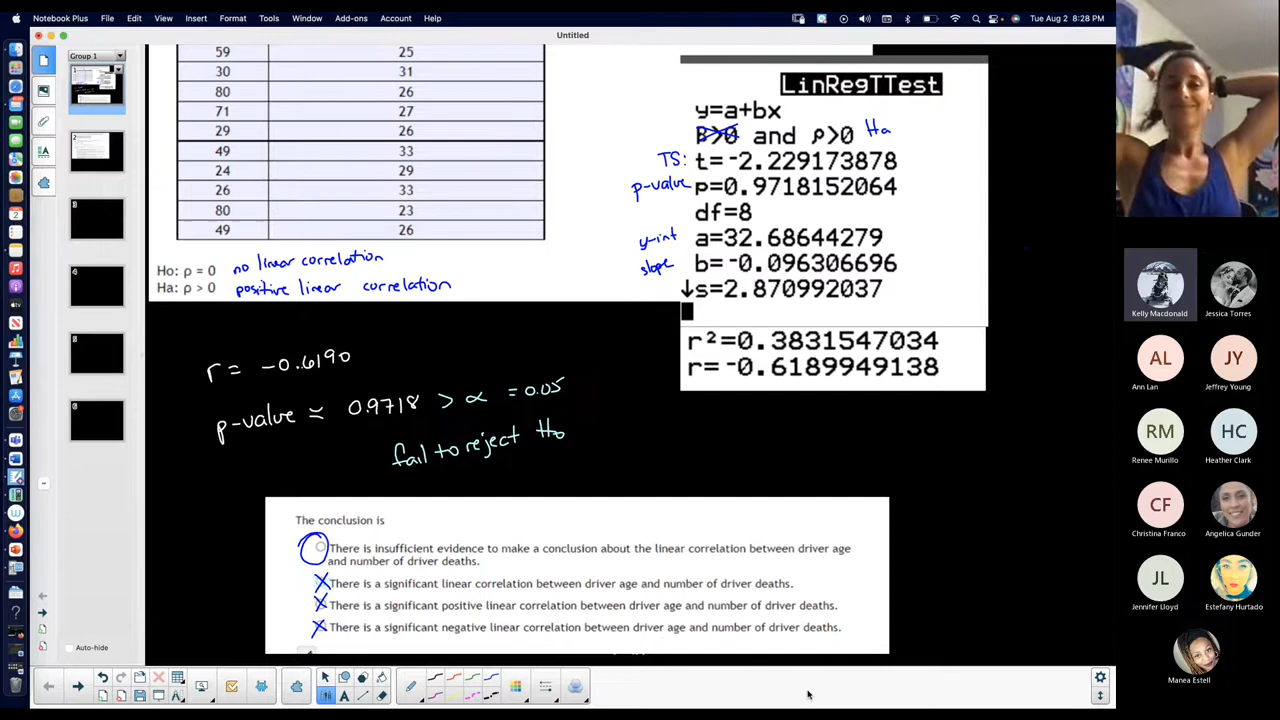 Notebook Plus File Edit View Insert Format Tools Window Add-ons Account Help
Tue Aug 2 8:28 PM
Untitled
Group 1
59 25
30 31
80 26
71 27
29 26
49 33
24 29
26 33
80 23
49 26
Ho: ρ = 0 no linear correlation
Ha: ρ > 0 positive linear correlation
LinRegTTest
y=a+bx
β>0 and ρ>0 Ha
TS: t=-2.229173878
p-value p=0.9718152064
df=8
y-int a=32.68644279
slope b=-0.096306696
↓s=2.870992037
r²=0.3831547034
r=-0.6189949138
r = -0.6190
p-value ≈ 0.9718 > α = 0.05
fail to reject Ho
The conclusion is
There is insufficient evidence to make a conclusion about the linear correlation between driver age
and number of driver deaths.
There is a significant linear correlation between driver age and number of driver deaths.
There is a significant positive linear correlation between driver age and number of driver deaths.
There is a significant negative linear correlation between driver age and number of driver deaths.
Auto-hide
Kelly Macdonald
Jessica Torres
AL
Ann Lan
JY
Jeffrey Young
RM
Renee Murillo
HC
Heather Clark
CF
Christina Franco
Angelica Gunder
JL
Jennifer Lloyd
Estefany Hurtado
Manea Estell